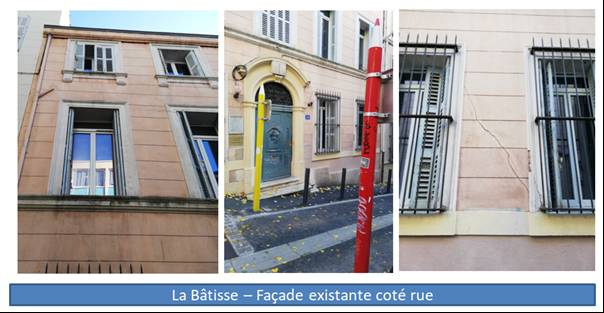 La Bâtisse – Façade existante coté rue